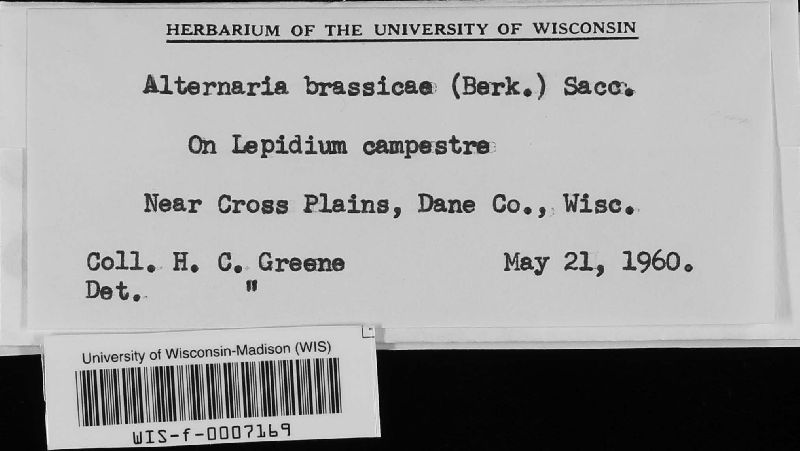 HERBARIUM OF THE UNIVERSITY OF WISCONSIN
Alternaria brassicae (Berk.) Sacc.
On Lepidium campestre
Near Cross Plains, Dane Co., Wisc.
Coll. H. C. Greene May 21, 1960.
Det. "
University of Wisconsin-Madison (WIS)
WIS-f-0007169